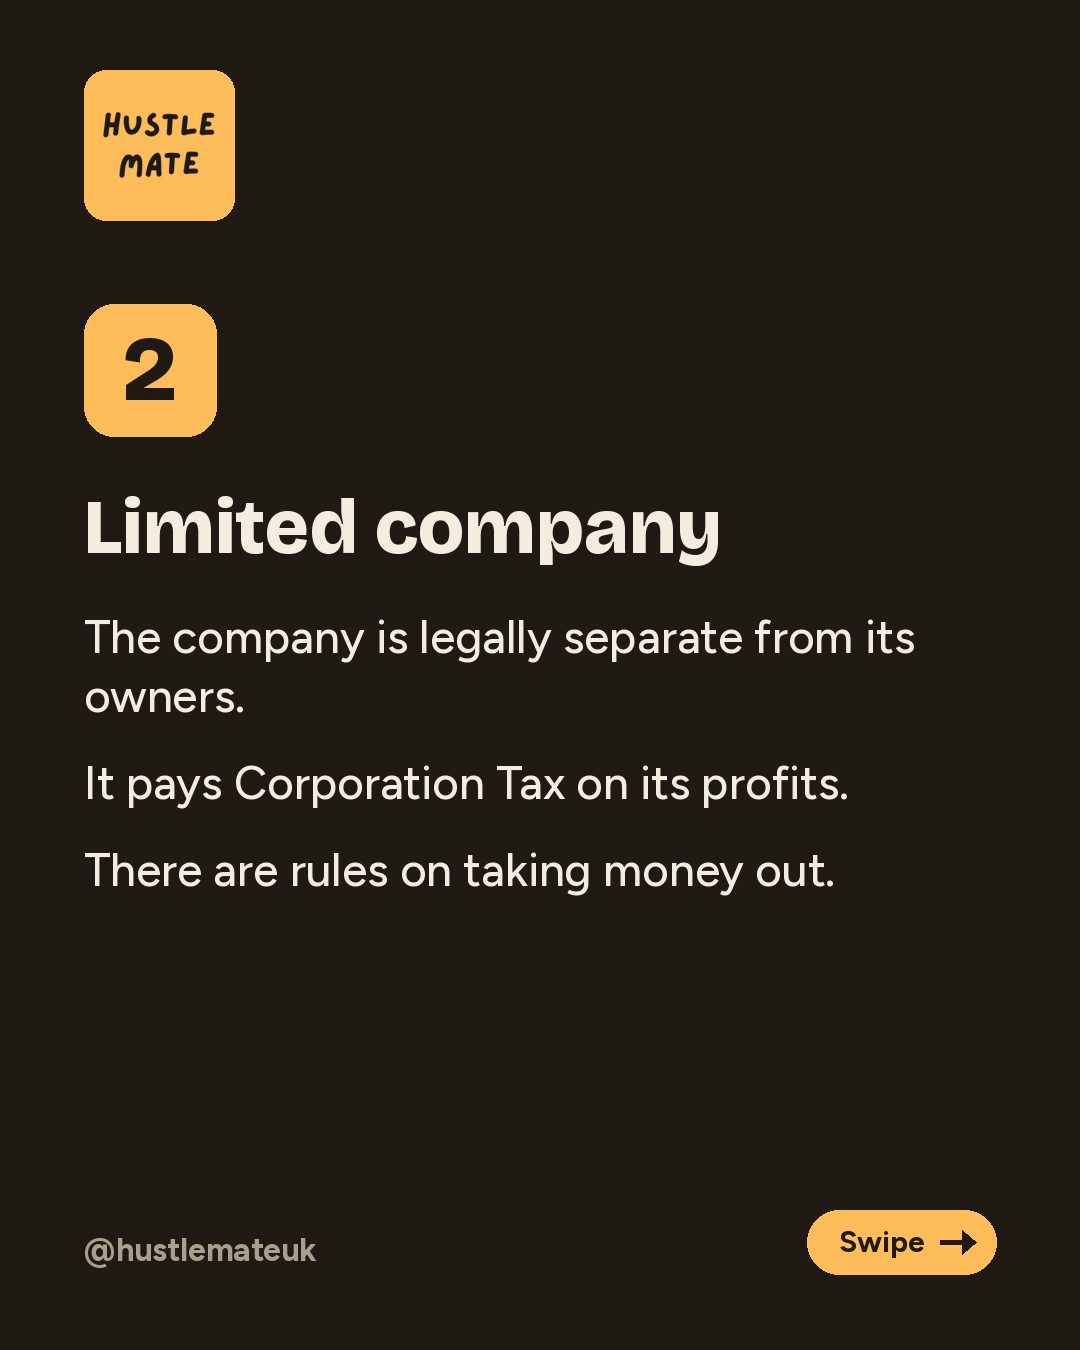 HUSTLE
MATE
2
Limited company
The company is legally separate from its
owners.
It pays Corporation Tax on its profits.
There are rules on taking money out.
@hustlemateuk
Swipe